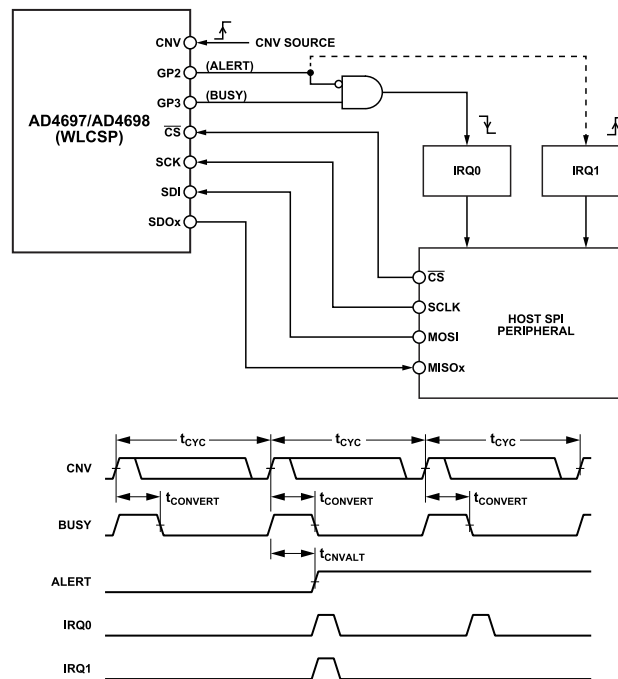 AD4697/AD4698
(WLCSP)
CNV
CNV SOURCE
GP2
(ALERT)
GP3
(BUSY)
CS
SCK
SDI
SDOx
IRQ0
IRQ1
CS
SCLK
MOSI
MISOx
HOST SPI
PERIPHERAL
tCYC
tCYC
tCYC
CNV
tCONVERT
tCONVERT
tCONVERT
BUSY
tCNVALT
ALERT
IRQ0
IRQ1